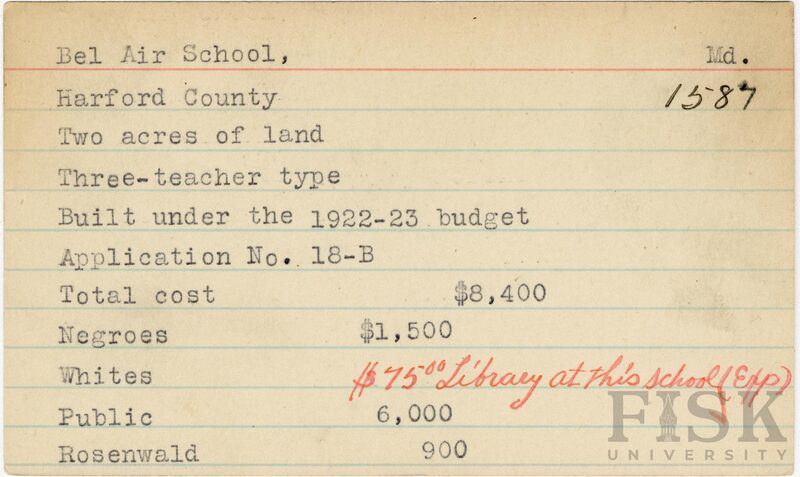 Bel Air School, Md.
Harford County 1587
Two acres of land
Three-teacher type
Built under the 1922-23 budget
Application No. 18-B
Total cost $8,400
Negroes $1,500
Whites $75⁰⁰ Library at this school (Exp)
Public 6,000
Rosenwald 900
FISK
UNIVERSITY